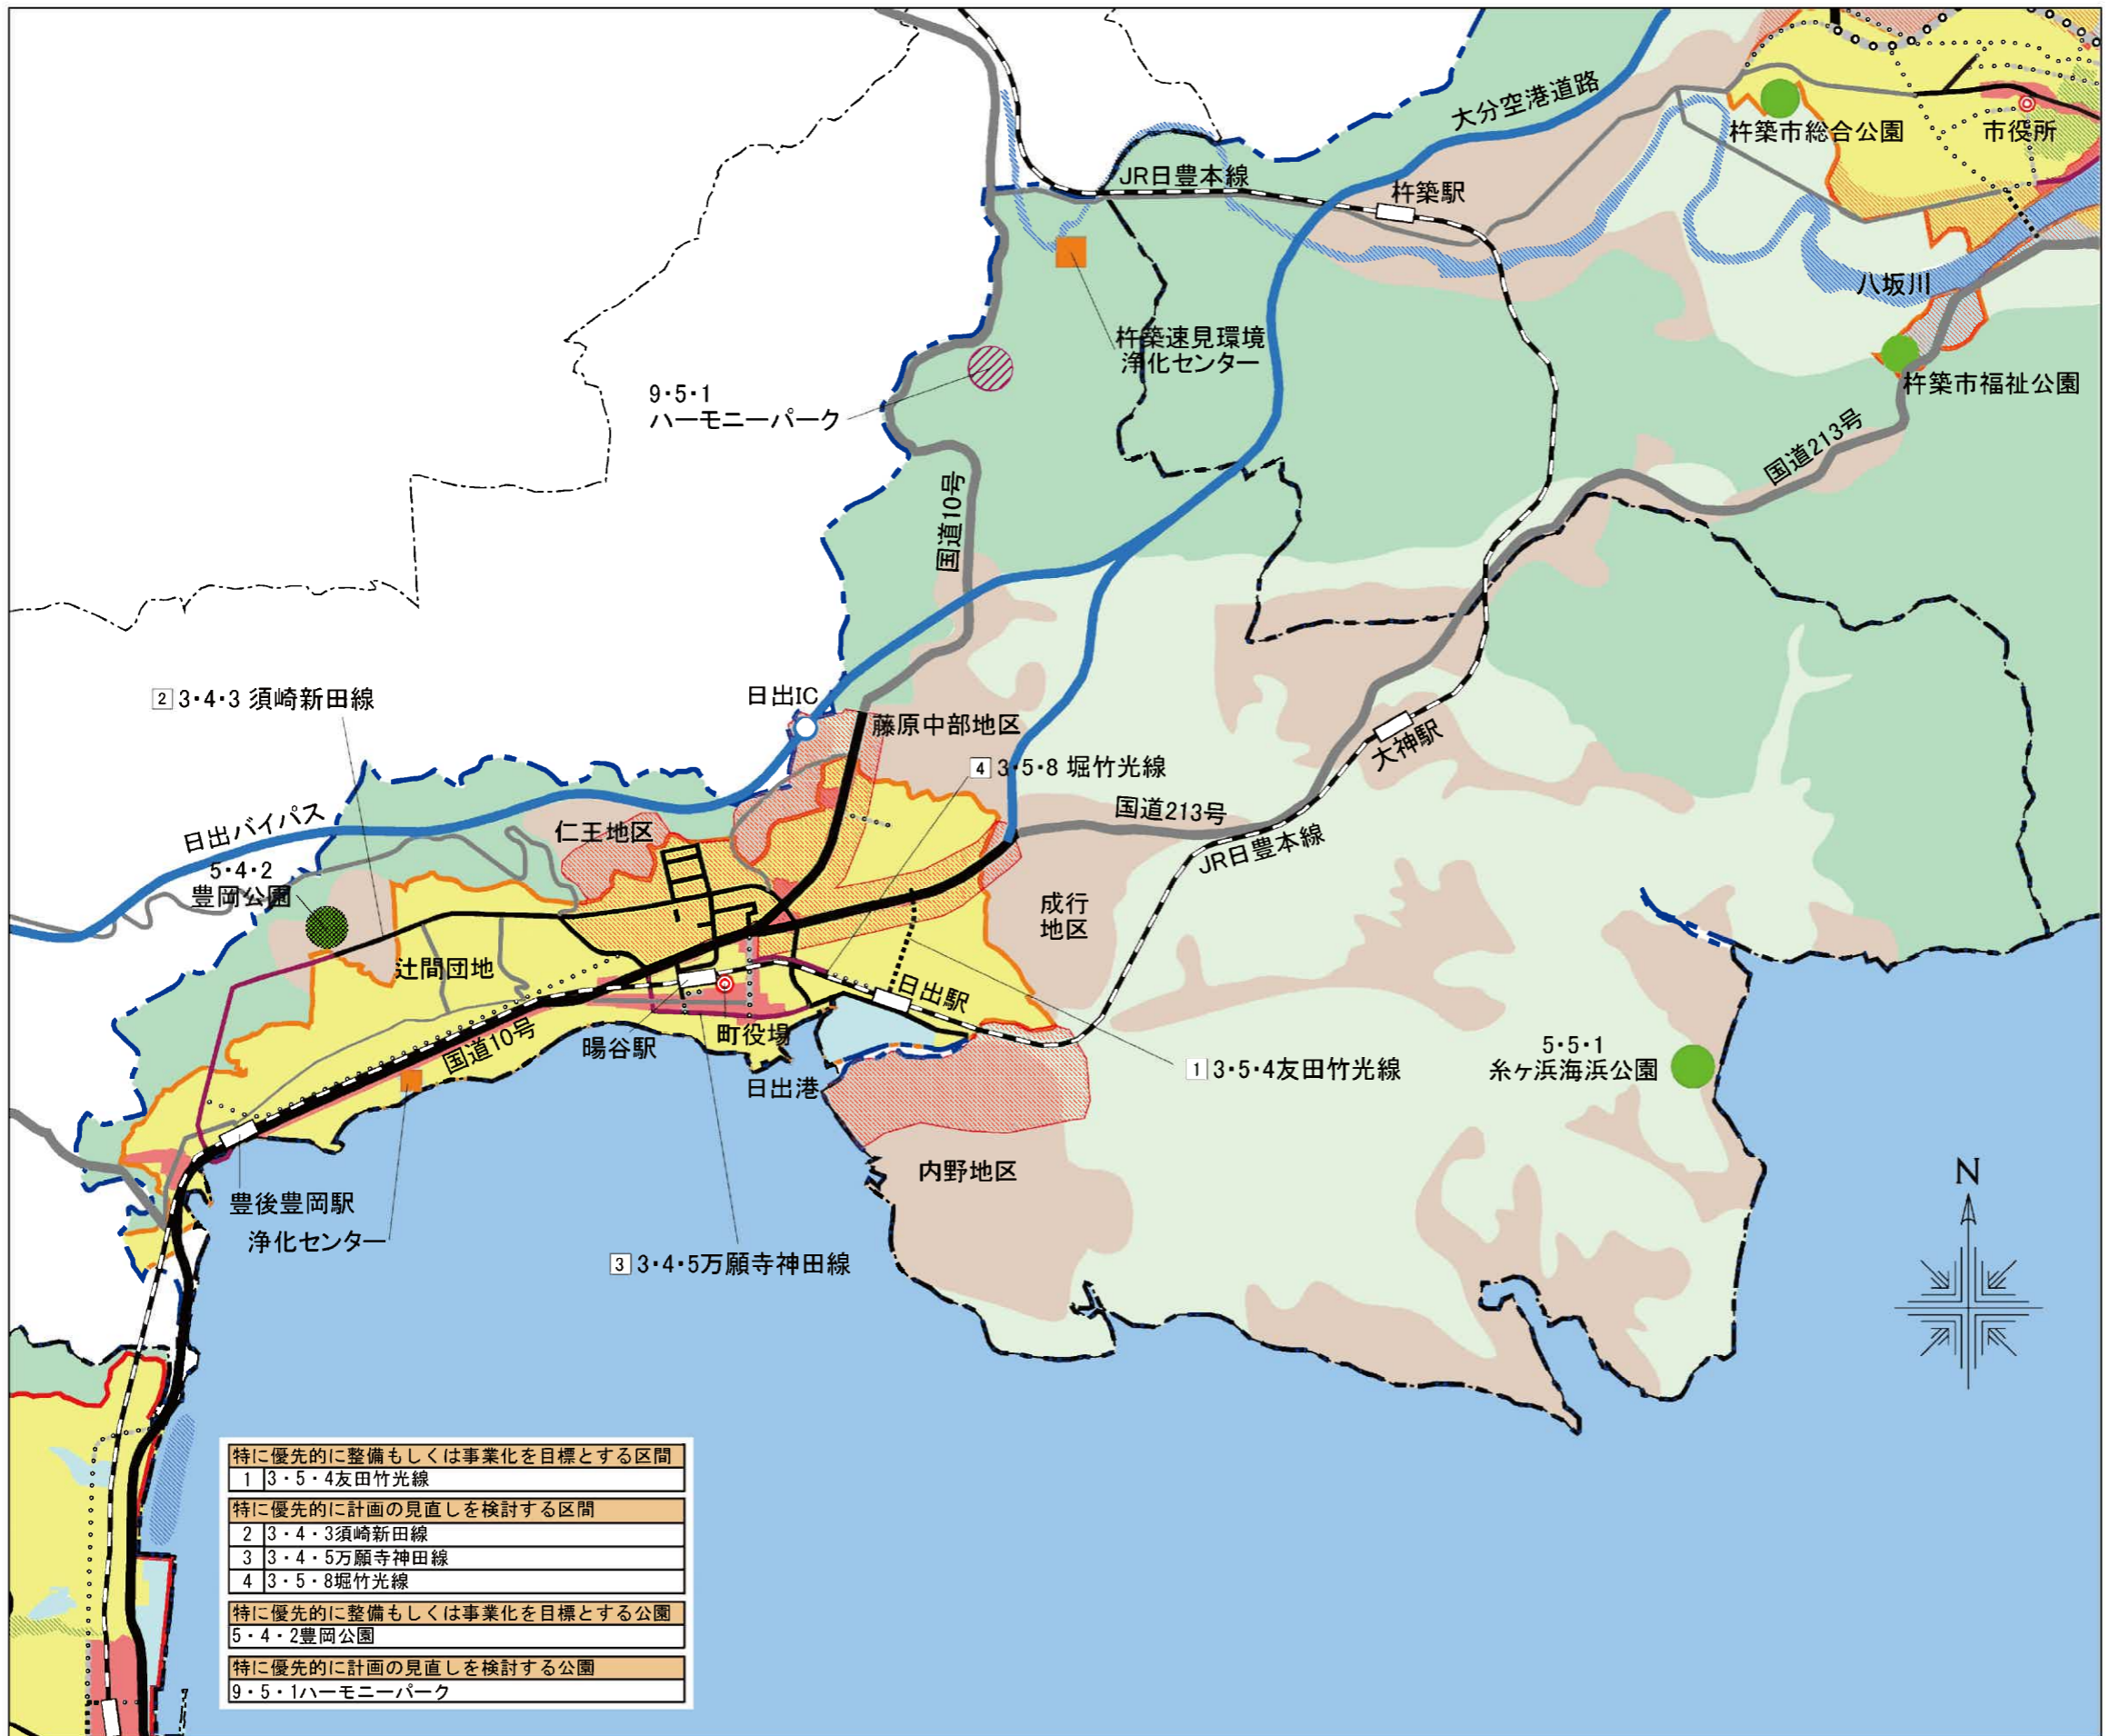 大分空港道路
杵築市総合公園
市役所
JR日豊本線
杵築駅
八坂川
杵築速見環境
浄化センター
杵築市福祉公園
9・5・1
ハーモニーパーク
国道213号
国道10号
2 3・4・3 須崎新田線
日出IC
藤原中部地区
4 3・5・8 堀竹光線
大神駅
国道213号
日出バイパス
仁王地区
JR日豊本線
5・4・2
豊岡公園
成行
地区
辻間団地
日出駅
国道10号
暘谷駅
町役場
日出港
1 3・5・4友田竹光線
5・5・1
糸ヶ浜海浜公園
内野地区
N
豊後豊岡駅
浄化センター
3 3・4・5万願寺神田線
特に優先的に整備もしくは事業化を目標とする区間
1 3・5・4友田竹光線
特に優先的に計画の見直しを検討する区間
2 3・4・3須崎新田線
3 3・4・5万願寺神田線
4 3・5・8堀竹光線
特に優先的に整備もしくは事業化を目標とする公園
5・4・2豊岡公園
特に優先的に計画の見直しを検討する公園
9・5・1ハーモニーパーク